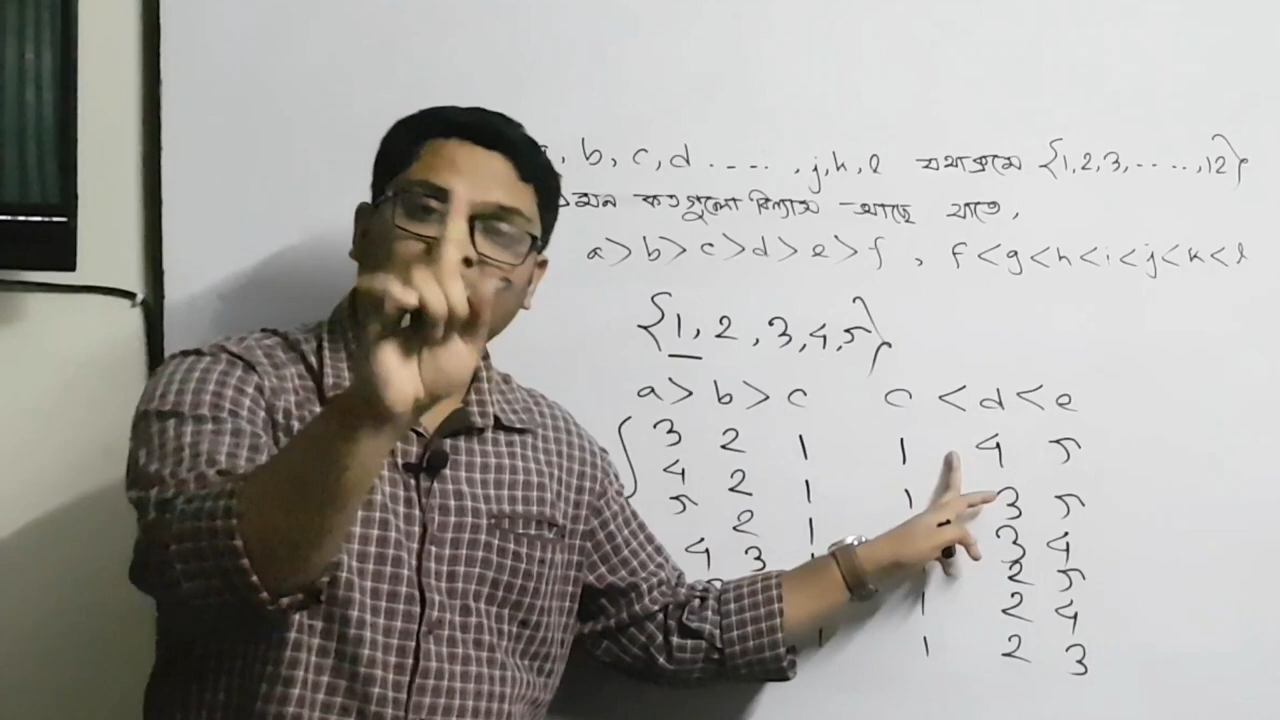 , b, c, d ....., j, k, l যথাক্রমে {1, 2, 3, ....., 12}
এমন কতগুলো বিন্যাস আছে যাতে,
a > b > c > d > e > f , f < g < h < i < j < k < l
{1, 2, 3, 4, 5}
a > b > c c < d < e
3 2 1 1 4 5
4 2 1 1 3 5
5 2 1 3 4
4 3 2 5
1 2 4
1 1 2 3